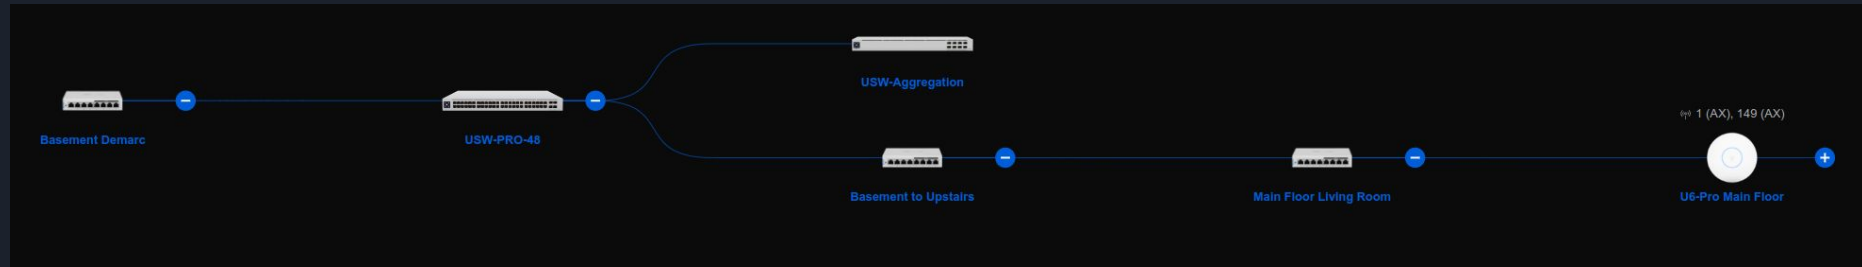 Basement Demarc
USW-PRO-48
USW-Aggregation
Basement to Upstairs
Main Floor Living Room
1 (AX), 149 (AX)
U6-Pro Main Floor